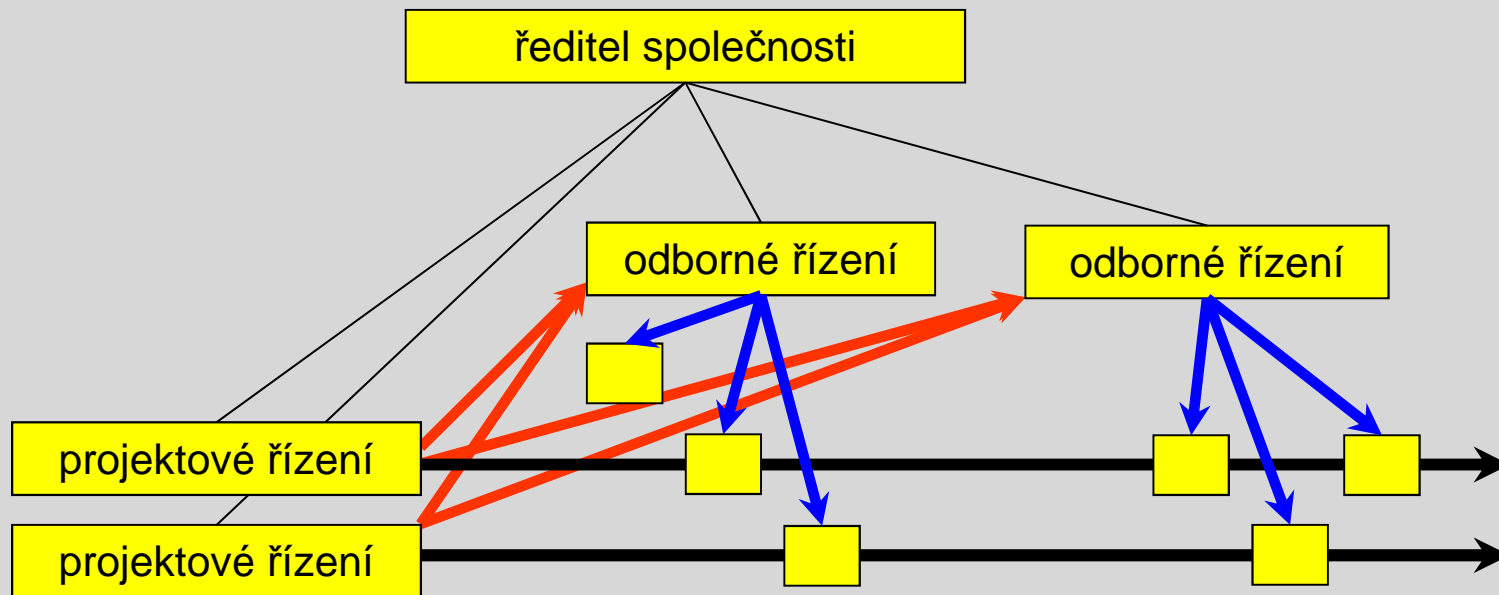 ředitel společnosti
odborné řízení
odborné řízení
projektové řízení
projektové řízení